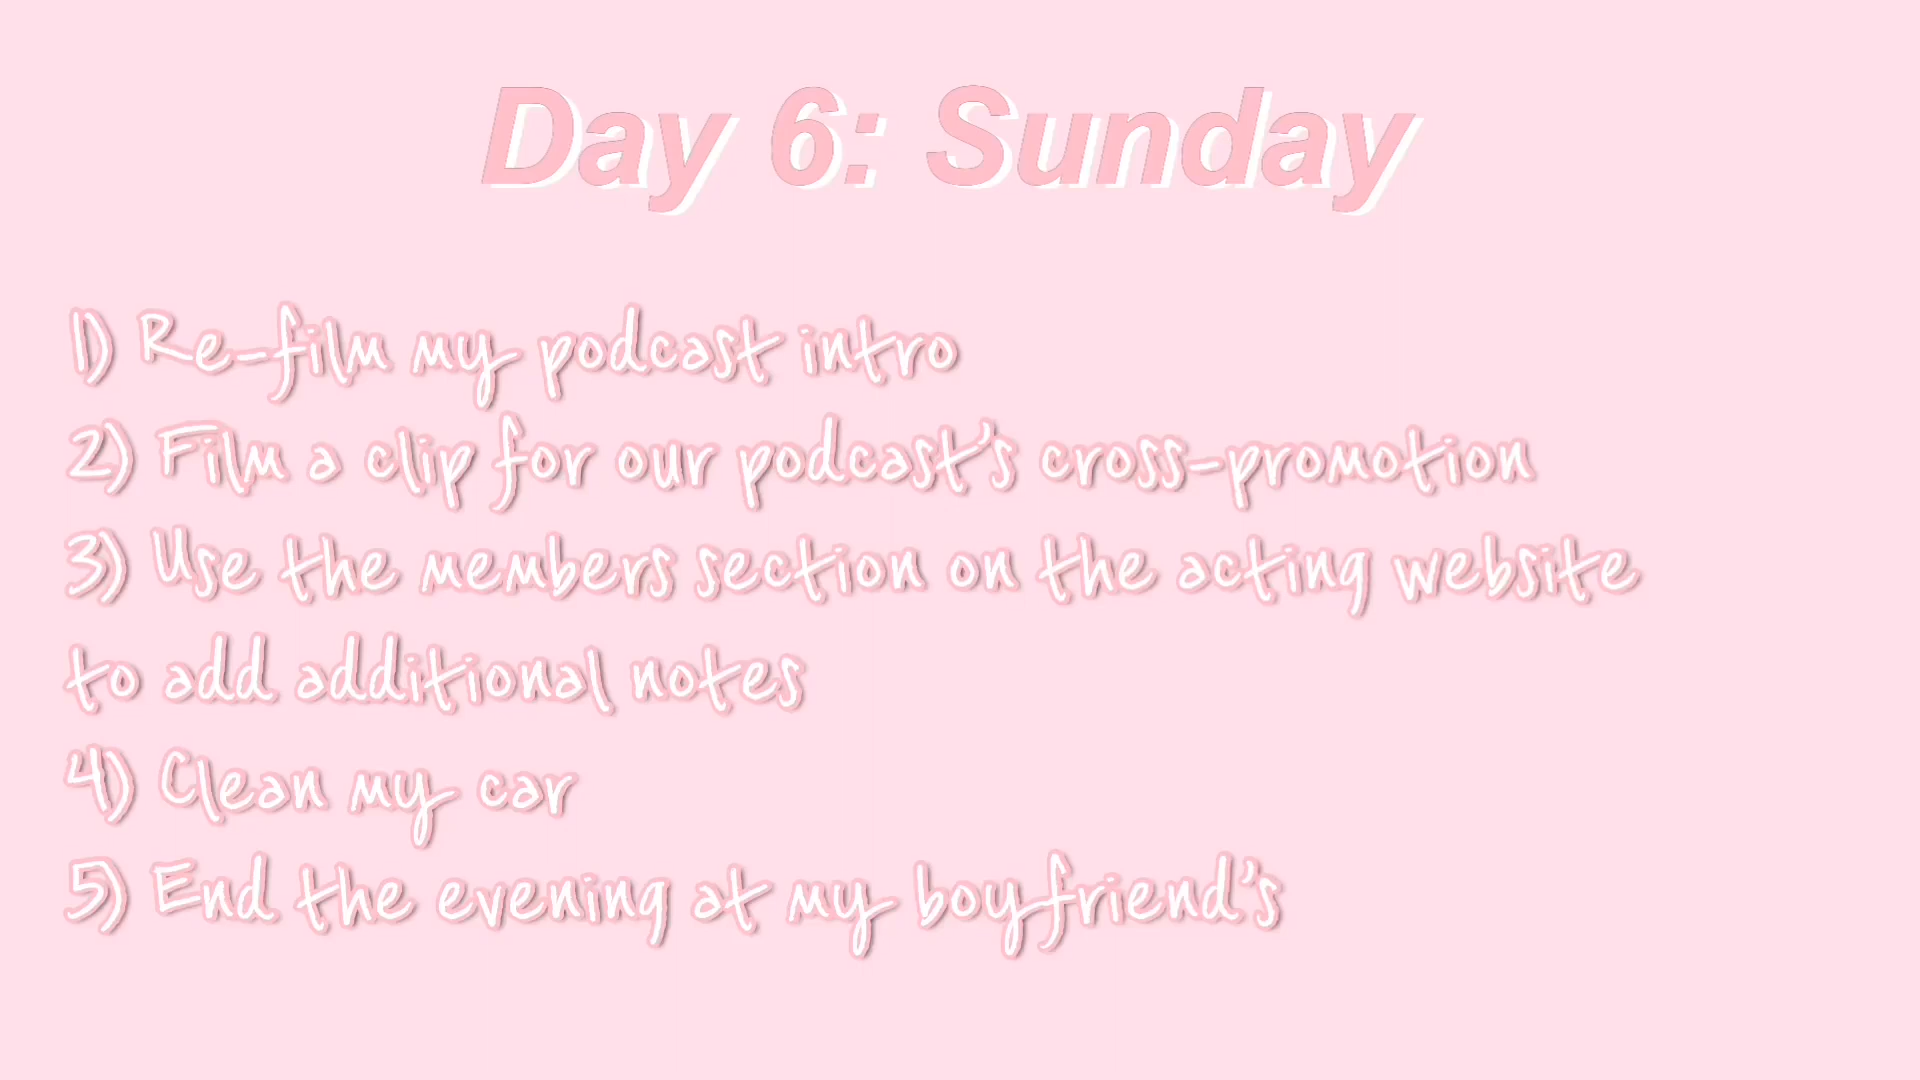 Day 6: Sunday
1) Re-film my podcast intro
2) Film a clip for our podcast's cross-promotion
3) Use the members section on the acting website
to add additional notes
4) Clean my car
5) End the evening at my boyfriend's